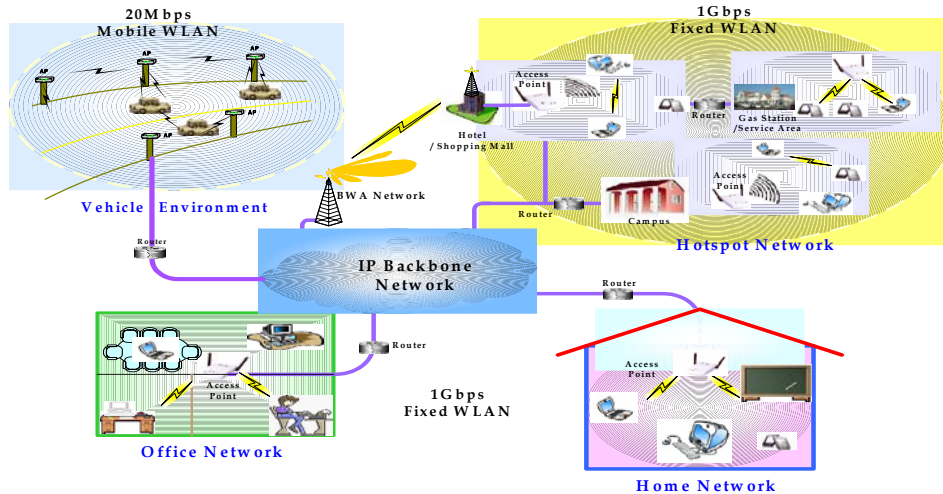 20Mbps
Mobile WLAN
AP
AP
AP
AP
AP
Vehicle Environment
Router
BWA Network
1Gbps
Fixed WLAN
Access
Point
Hotel
/ Shopping Mall
Router
Gas Station
/Service Area
Access
Point
Router
Campus
Hotspot Network
IP Backbone
Network
Router
Router
Access
Point
Office Network
1Gbps
Fixed WLAN
Access
Point
Home Network